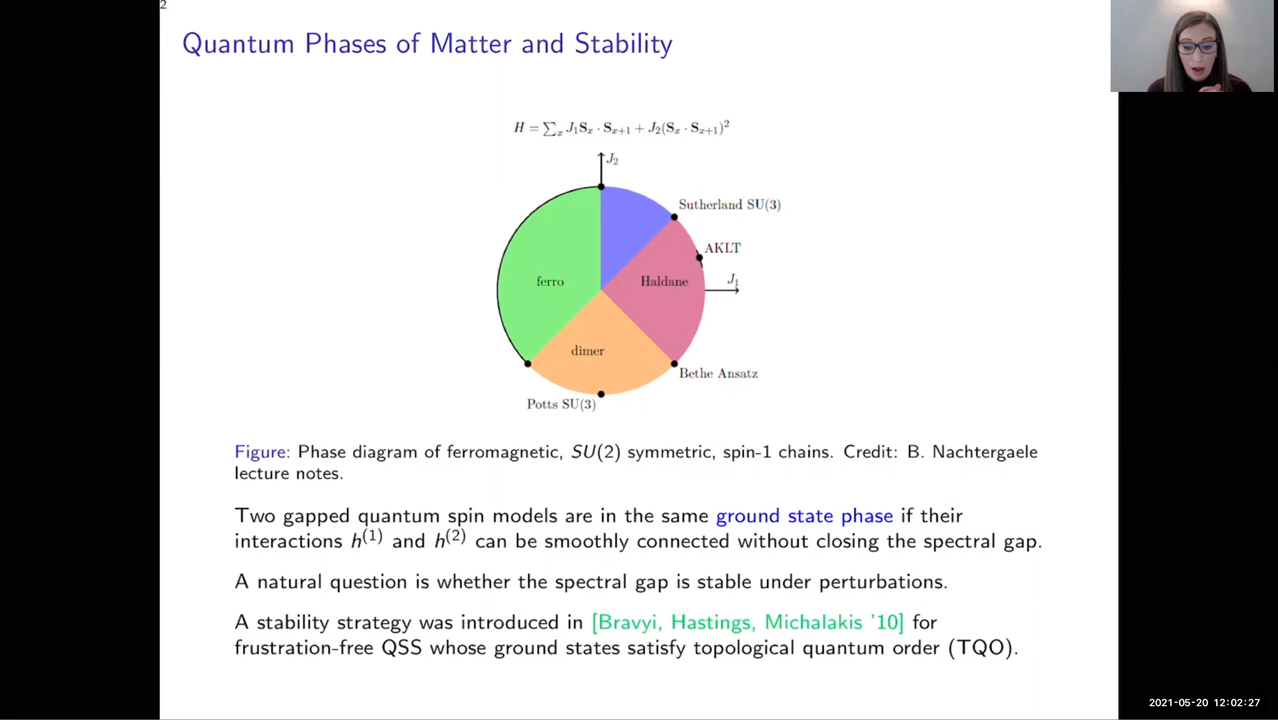 2
Quantum Phases of Matter and Stability
H = ∑ₓ J₁Sₓ · Sₓ₊₁ + J₂(Sₓ · Sₓ₊₁)²
J₂
Sutherland SU(3)
AKLT
ferro
Haldane
J₁
dimer
Bethe Ansatz
Potts SU(3)
Figure: Phase diagram of ferromagnetic, SU(2) symmetric, spin-1 chains. Credit: B. Nachtergaele
lecture notes.
Two gapped quantum spin models are in the same ground state phase if their
interactions h⁽¹⁾ and h⁽²⁾ can be smoothly connected without closing the spectral gap.
A natural question is whether the spectral gap is stable under perturbations.
A stability strategy was introduced in [Bravyi, Hastings, Michalakis '10] for
frustration-free QSS whose ground states satisfy topological quantum order (TQO).
2021-05-20 12:02:27